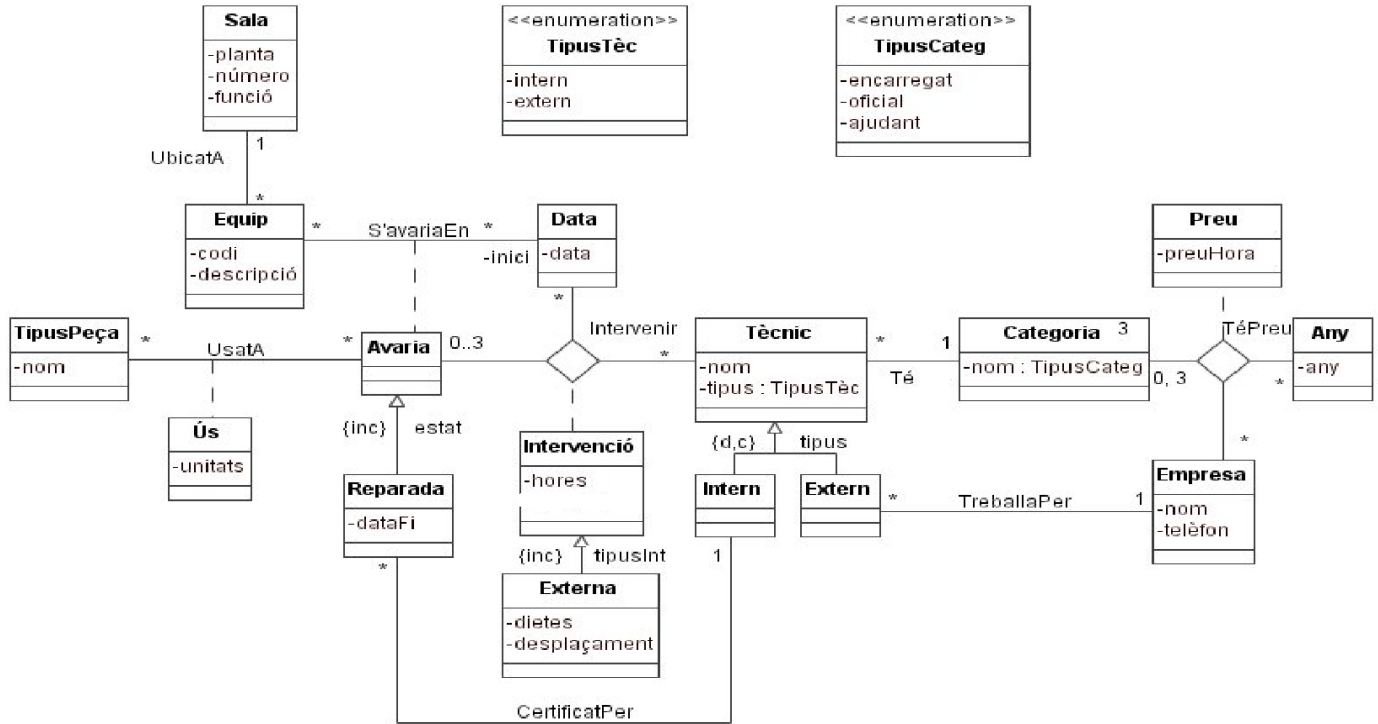 Sala
-planta
-número
-funció
<<enumeration>>
TipusTèc
-intern
-extern
<<enumeration>>
TipusCateg
-encarregat
-oficial
-ajudant
1
UbicatA
*
Equip
-codi
-descripció
*
S'avariaEn
*
-inici
Data
-data
*
Preu
-preuHora
TipusPeça
-nom
*
UsatA
*
Avaria
0..3
Intervenir
*
Tècnic
-nom
-tipus : TipusTèc
*
Té
1
Categoria
3
-nom : TipusCateg
0, 3
TéPreu
*
Any
-any
*
Ús
-unitats
{inc}
estat
Reparada
-dataFi
*
Intervenció
-hores
{inc}
tipusInt
Externa
-dietes
-desplaçament
{d,c}
tipus
Intern
1
Extern
*
TreballaPer
1
Empresa
-nom
-telèfon
CertificatPer